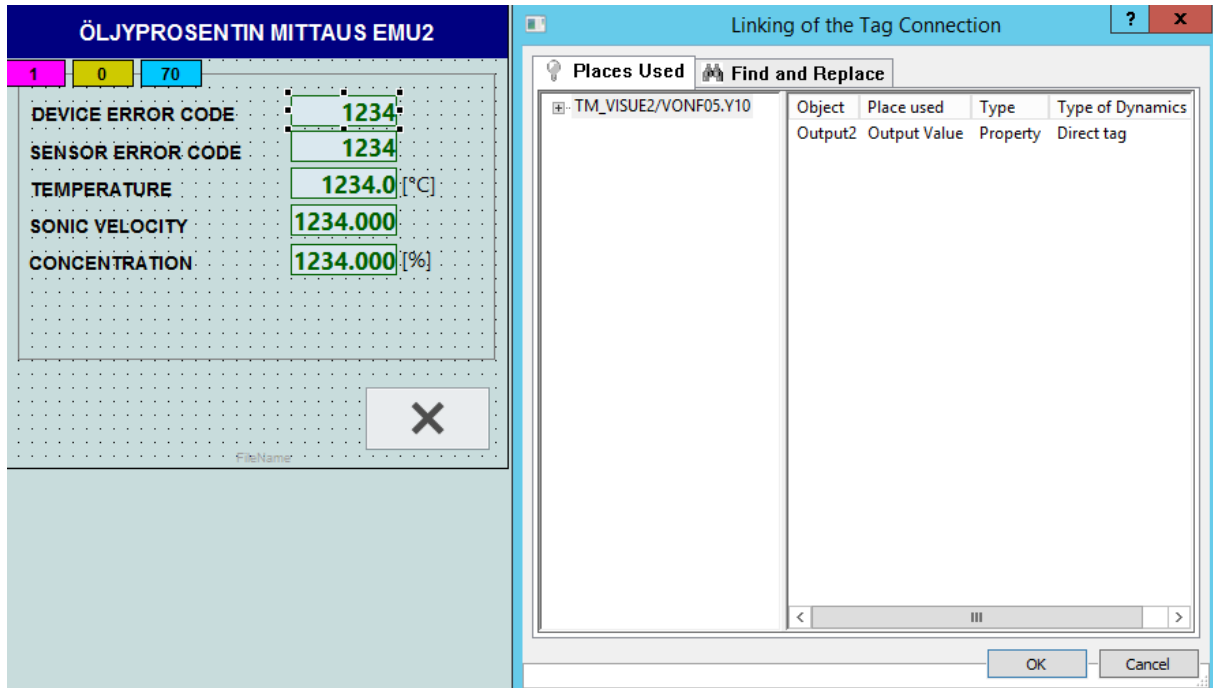 ÖLJYPROSENTIN MITTAUS EMU2
1 0 70
DEVICE ERROR CODE 1234
SENSOR ERROR CODE 1234
TEMPERATURE 1234.0 [°C]
SONIC VELOCITY 1234.000
CONCENTRATION 1234.000 [%]
FileName
Linking of the Tag Connection
Places Used Find and Replace
TM_VISUE2/VONF05.Y10
Object Place used Type Type of Dynamics
Output2 Output Value Property Direct tag
OK Cancel